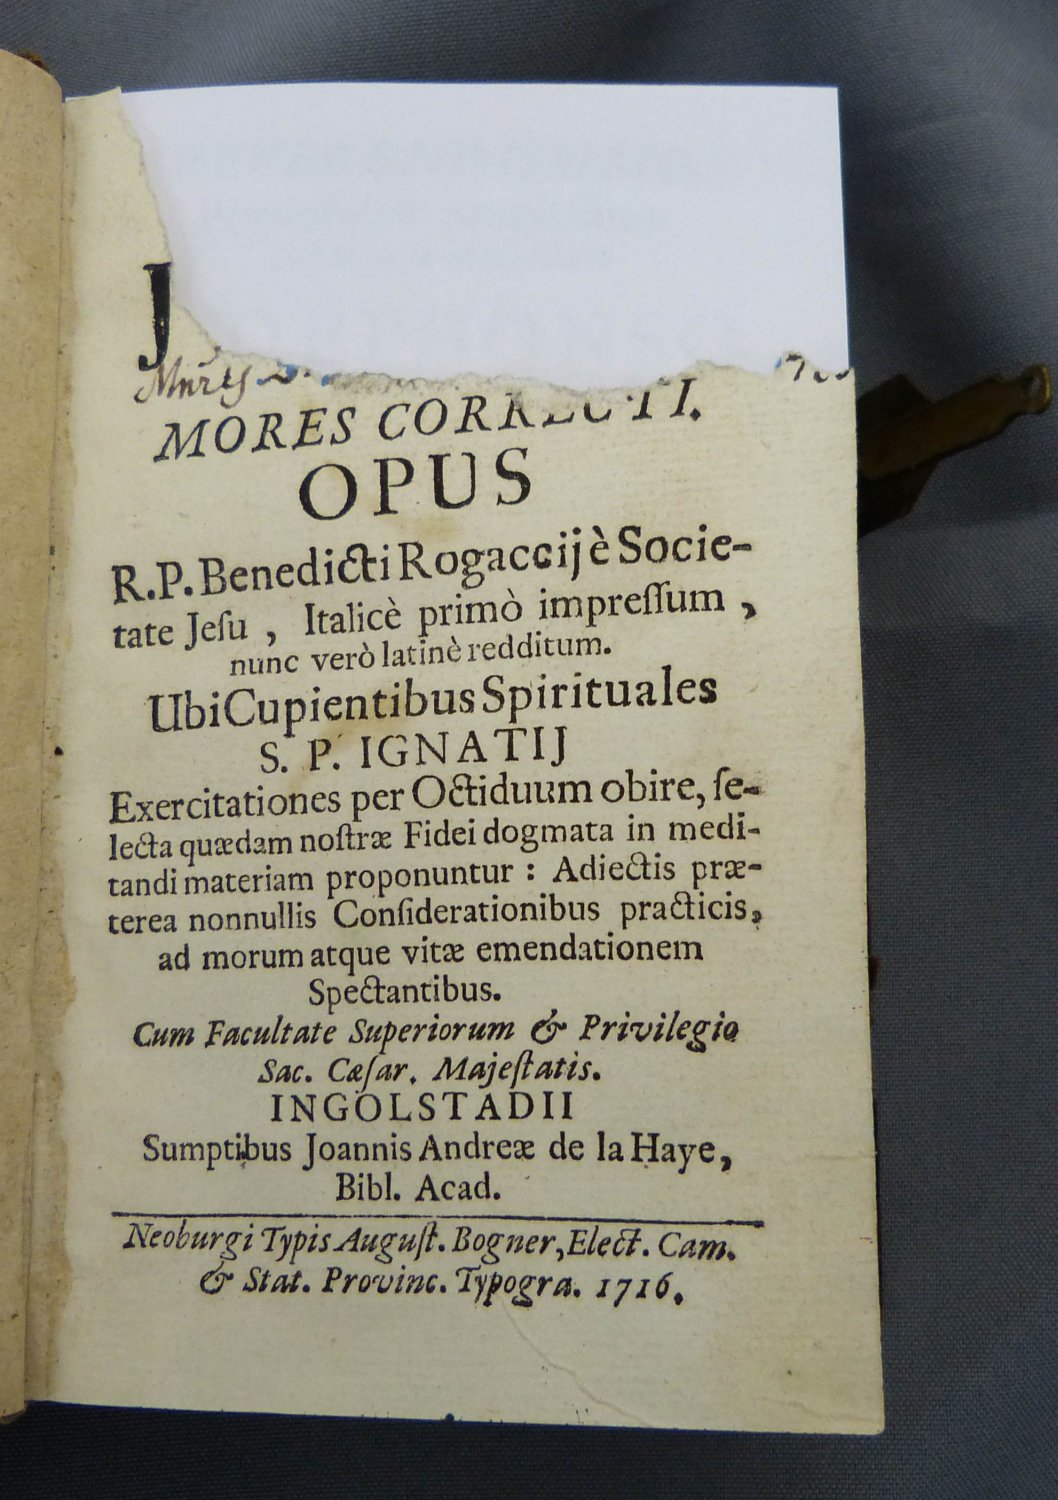 J
MORES CORRECTI.
OPUS
R.P. Benedicti Rogaccij è Socie-
tate Jeſu , Italicè primò impreſſum ,
nunc verò latinè redditum.
Ubi Cupientibus Spirituales
S. P. IGNATIJ
Exercitationes per Octiduum obire, ſe-
lecta quædam noſtræ Fidei dogmata in medi-
tandi materiam proponuntur : Adiectis præ-
terea nonnullis Conſiderationibus practicis,
ad morum atque vitæ emendationem
Spectantibus.
Cum Facultate Superiorum & Privilegio
Sac. Cæſar. Majeſtatis.
INGOLSTADII
Sumptibus Joannis Andreæ de la Haye,
Bibl. Acad.
Neoburgi Typis Auguſt. Bogner, Elect. Cam.
& Stat. Provinc. Typogra. 1716.